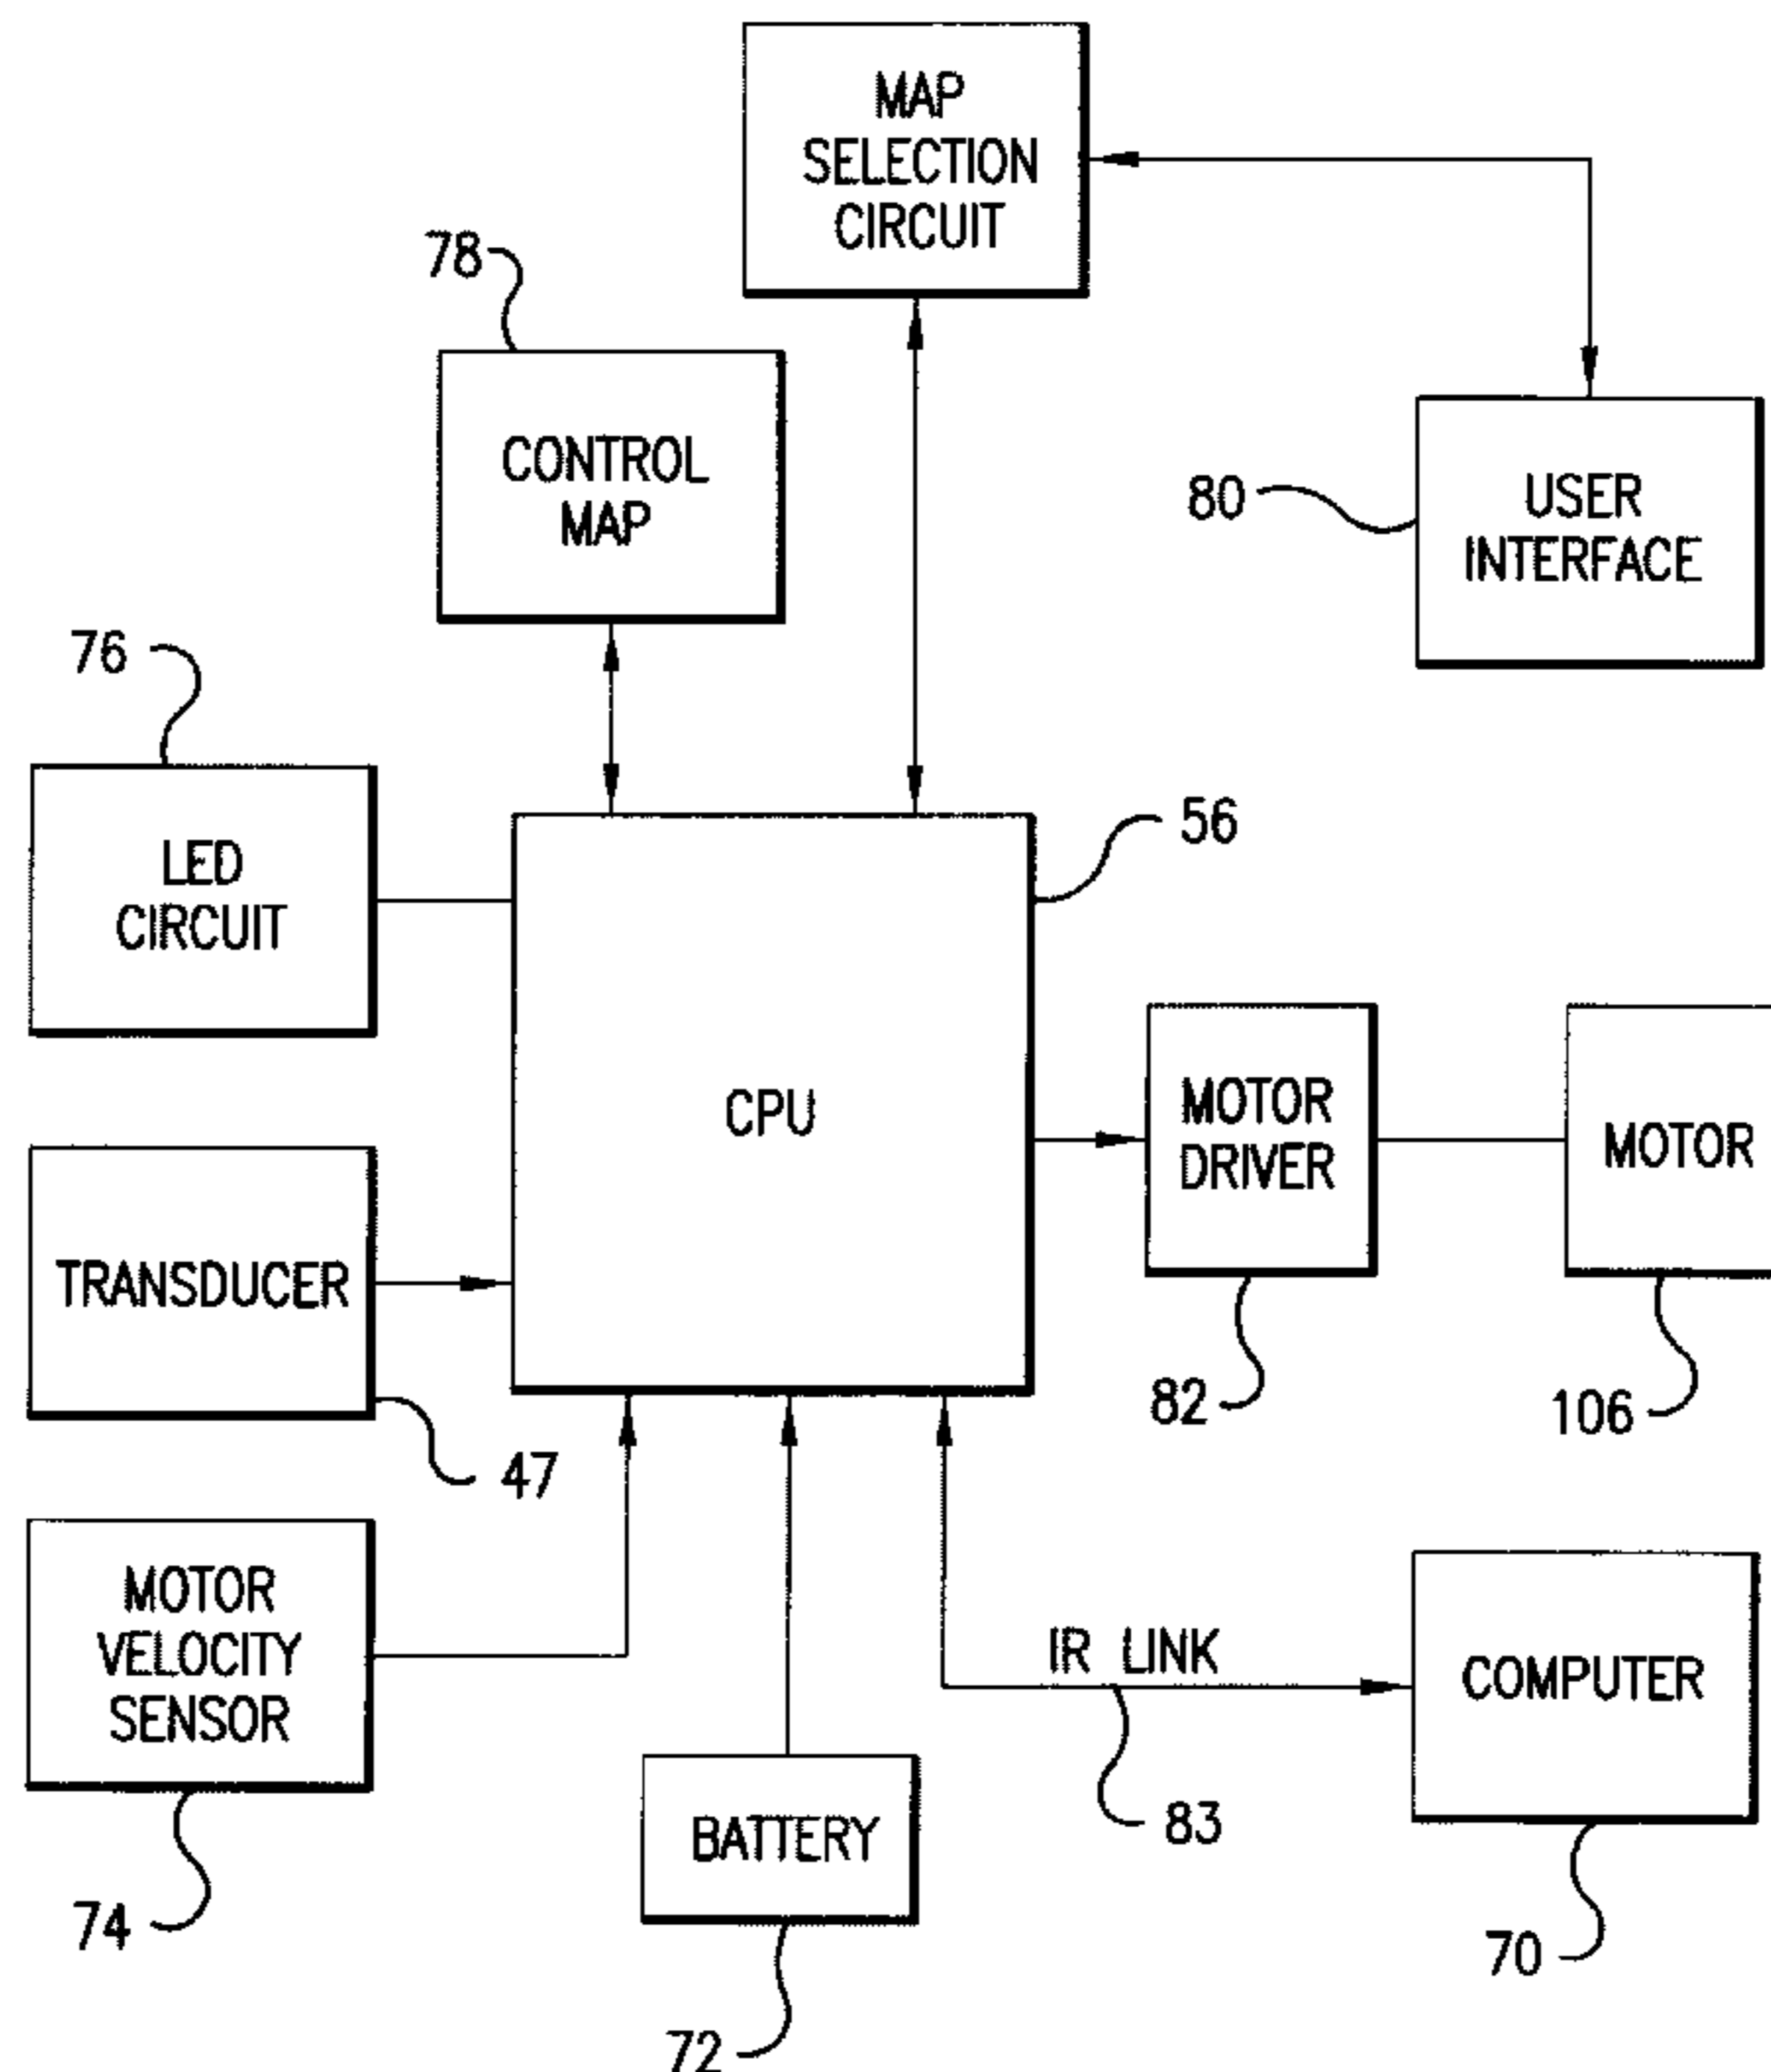 MAP
SELECTION
CIRCUIT
78
CONTROL
MAP
80
USER
INTERFACE
76
LED
CIRCUIT
56
CPU
MOTOR
DRIVER
MOTOR
TRANSDUCER
82
106
47
MOTOR
VELOCITY
SENSOR
IR LINK
COMPUTER
BATTERY
83
74
70
72